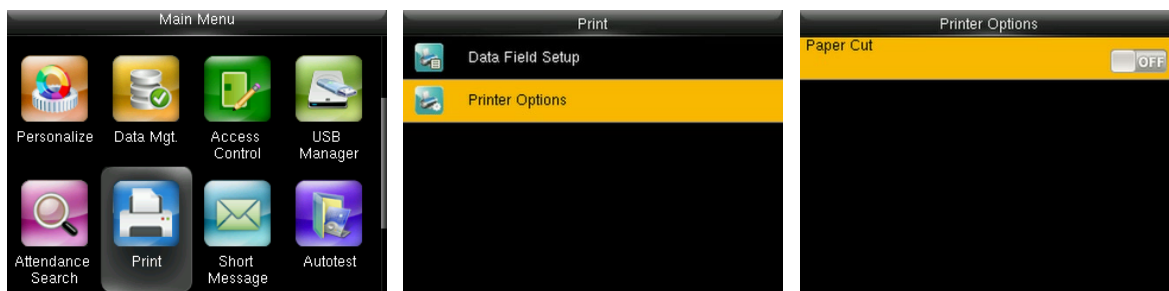 Main Menu
Personalize
Data Mgt.
Access
Control
USB
Manager
Attendance
Search
Print
Short
Message
Autotest
Print
Data Field Setup
Printer Options
Printer Options
Paper Cut
OFF